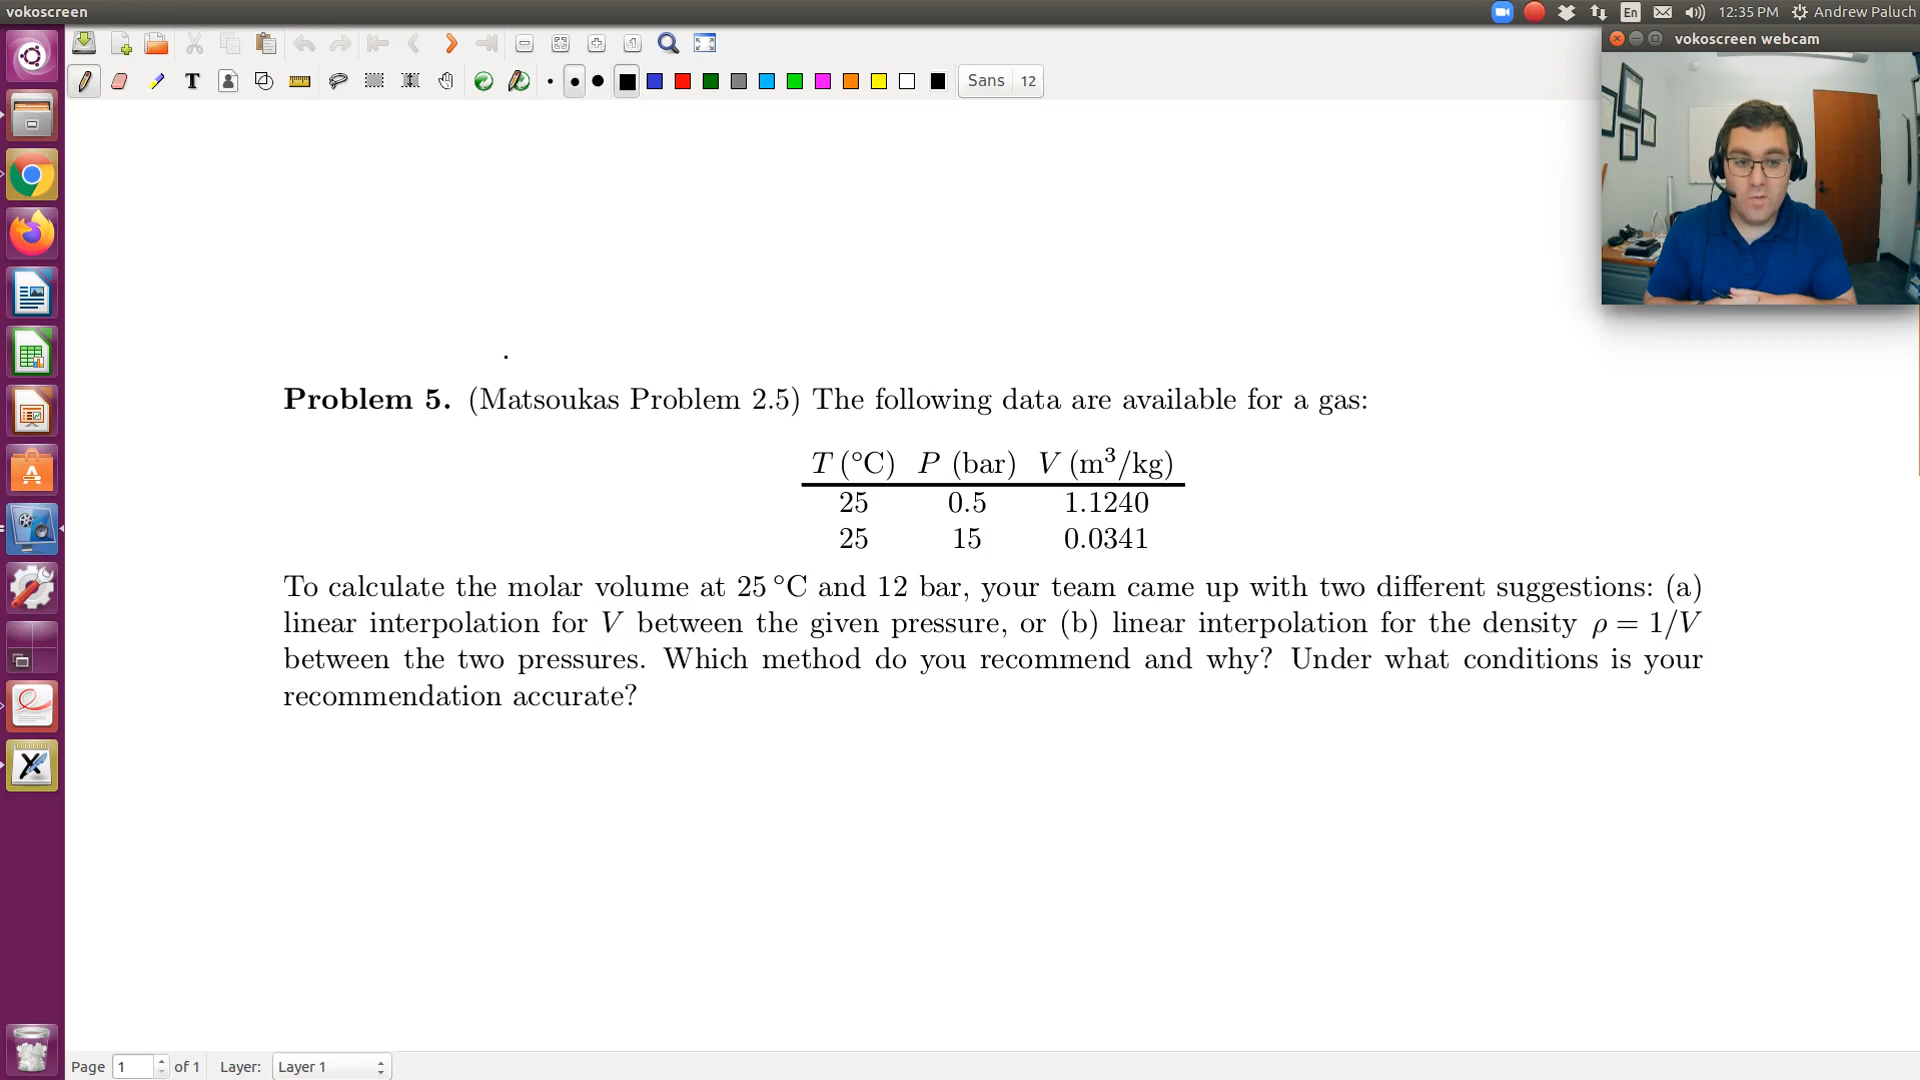 vokoscreen
En
12:35 PM
Andrew Paluch
vokoscreen webcam
T
Sans 12
Problem 5. (Matsoukas Problem 2.5) The following data are available for a gas:
T (°C) P (bar) V (m³/kg)
25 0.5 1.1240
25 15 0.0341
To calculate the molar volume at 25 °C and 12 bar, your team came up with two different suggestions: (a)
linear interpolation for V between the given pressure, or (b) linear interpolation for the density ρ = 1/V
between the two pressures. Which method do you recommend and why? Under what conditions is your
recommendation accurate?
Page 1 of 1 Layer: Layer 1